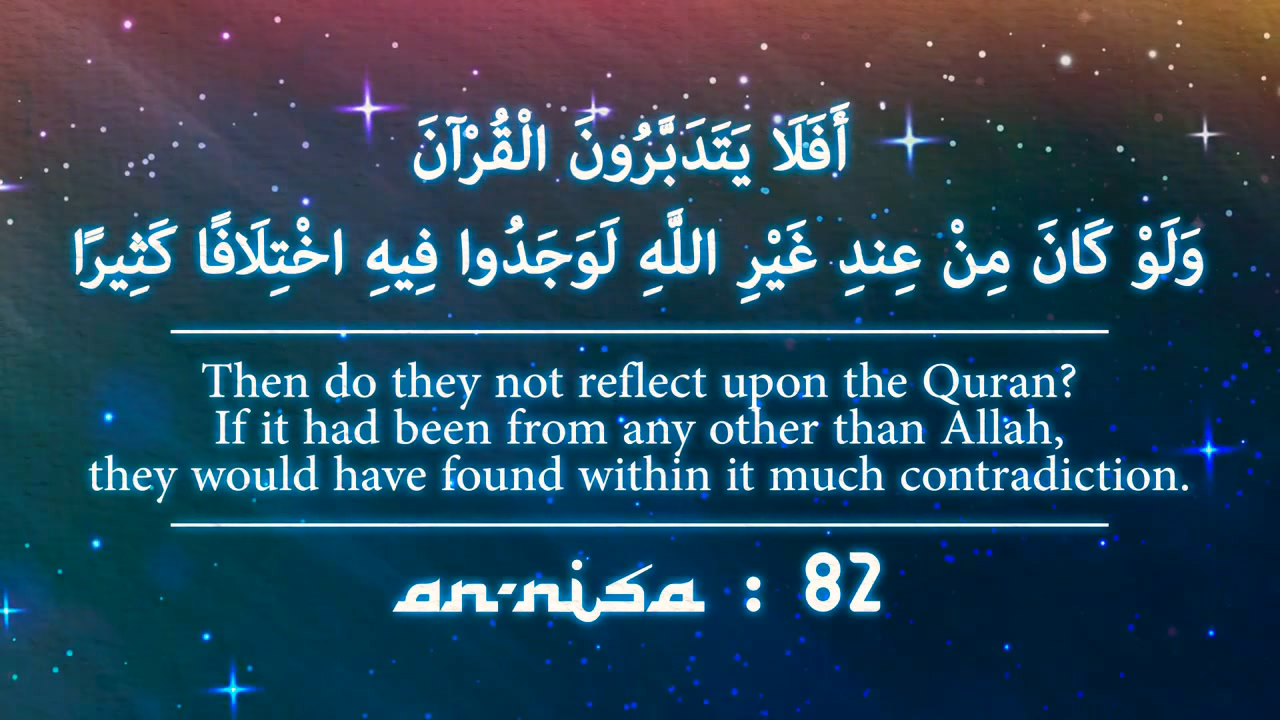 أَفَلَا يَتَدَبَّرُونَ الْقُرْآنَ
وَلَوْ كَانَ مِنْ عِندِ غَيْرِ اللَّهِ لَوَجَدُوا فِيهِ اخْتِلَافًا كَثِيرًا
Then do they not reflect upon the Quran?
If it had been from any other than Allah,
they would have found within it much contradiction.
an-nisa : 82